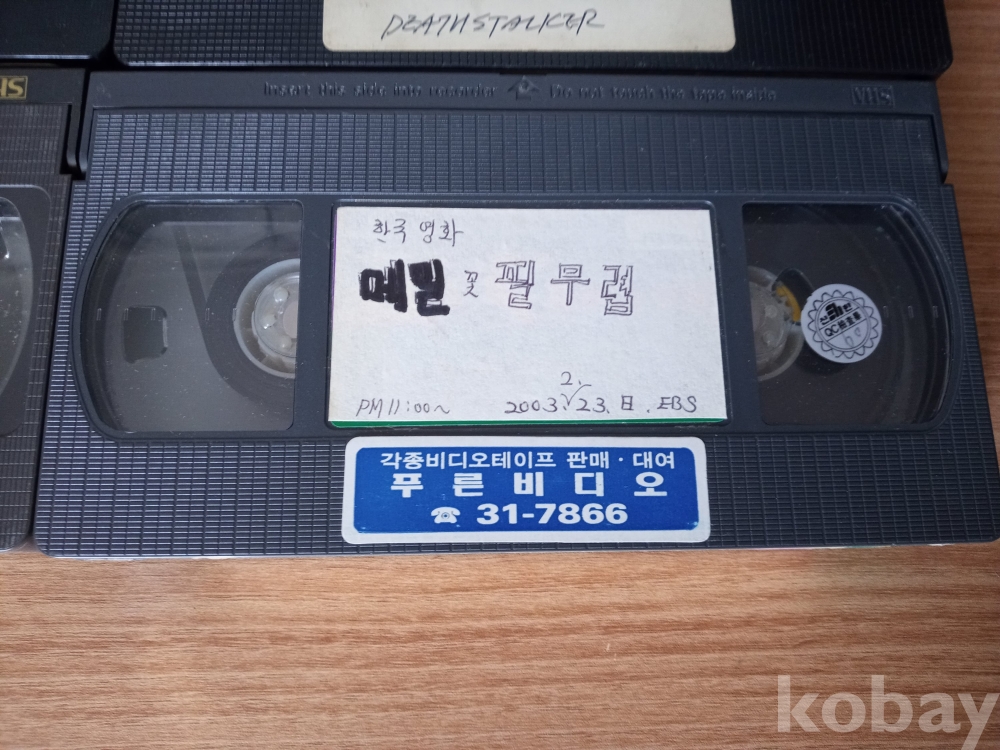 DEATHSTALKER
Insert this side into recorder Do not touch the tape inside VHS
한국 영화
메밀 꽃 필 무렵
PM 11:00~ 2003. 2. 23. 日. EBS
각종비디오테이프 판매·대여
푸른비디오
☎ 31-7866
kobay